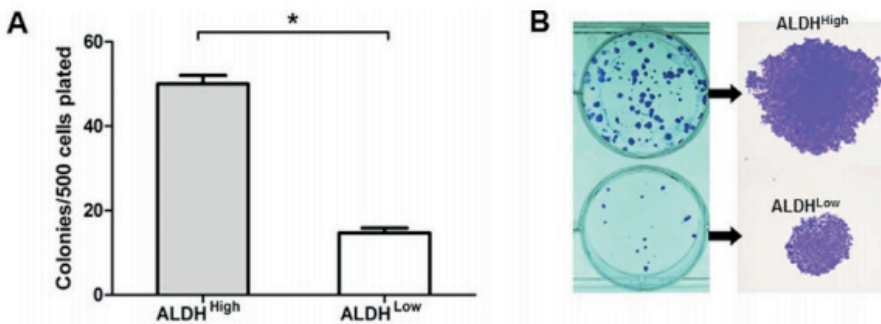 A
*
Colonies/500 cells plated
60
40
20
0
ALDHHigh
ALDHLow
B
ALDHHigh
ALDHLow